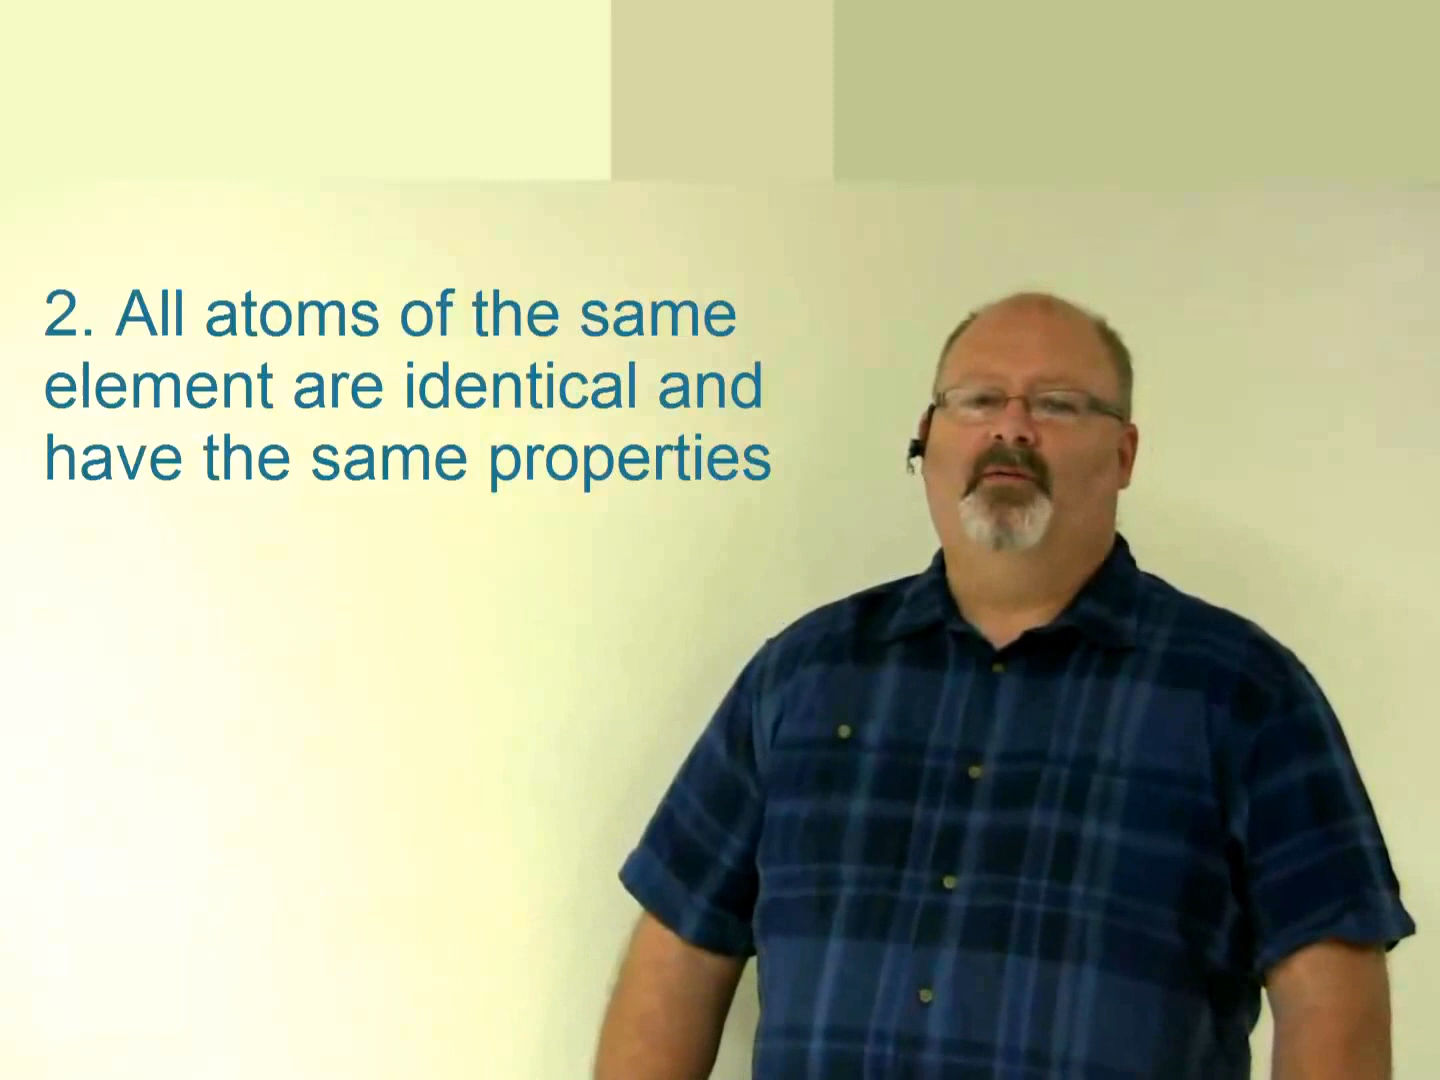 2. All atoms of the same
element are identical and
have the same properties